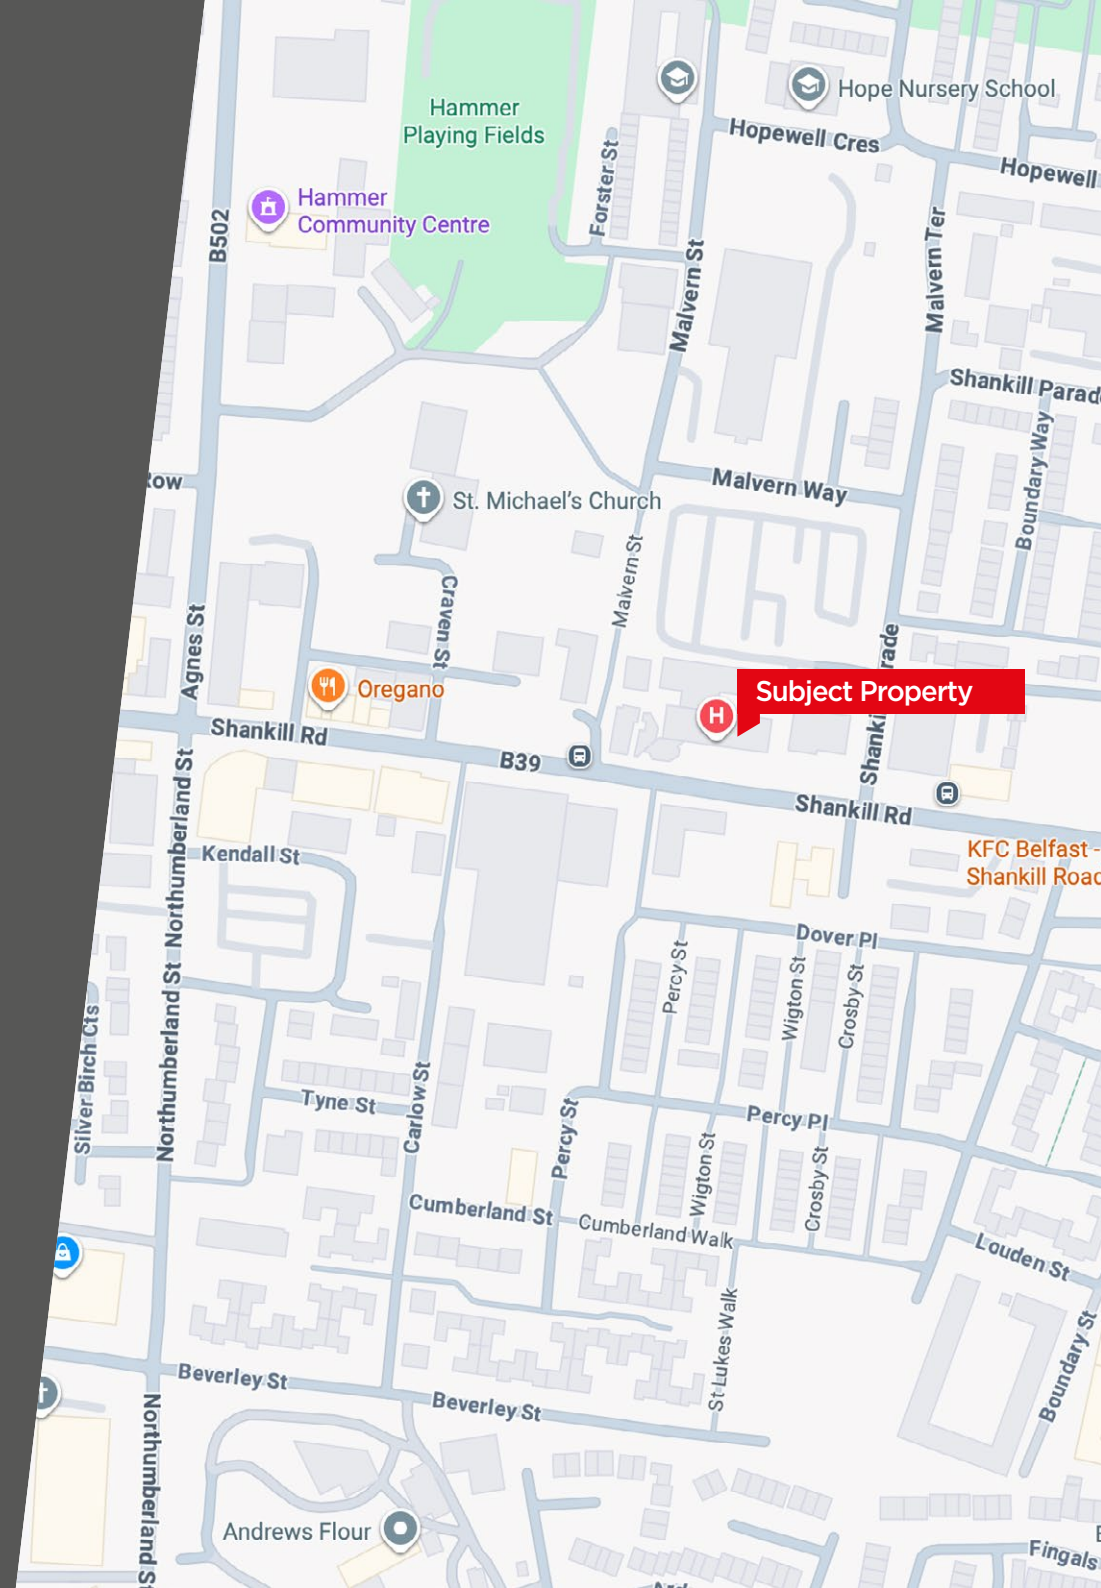 Hammer
Playing Fields
Hope Nursery School
Hopewell Cres
Hopewell
Hammer
Community Centre
Forster St
B502
Malvern St
Malvern Ter
Shankill Parad
Boundary Way
Row
Malvern Way
St. Michael's Church
Malvern St
Craven St
Agnes St
Oregano
rade
Subject Property
H
Shankill Rd
B39
Shanki
Shankill Rd
KFC Belfast -
Shankill Road
Northumberland St
Kendall St
Dover Pl
Percy St
Wigton St
Crosby St
Northumberland St
Silver Birch Cts
Carlow St
Tyne St
Percy St
Percy Pl
Wigton St
Crosby St
Cumberland St
Cumberland Walk
Louden St
St Lukes Walk
Boundary St
Beverley St
Beverley St
Northumberland St
Andrews Flour
Fingals